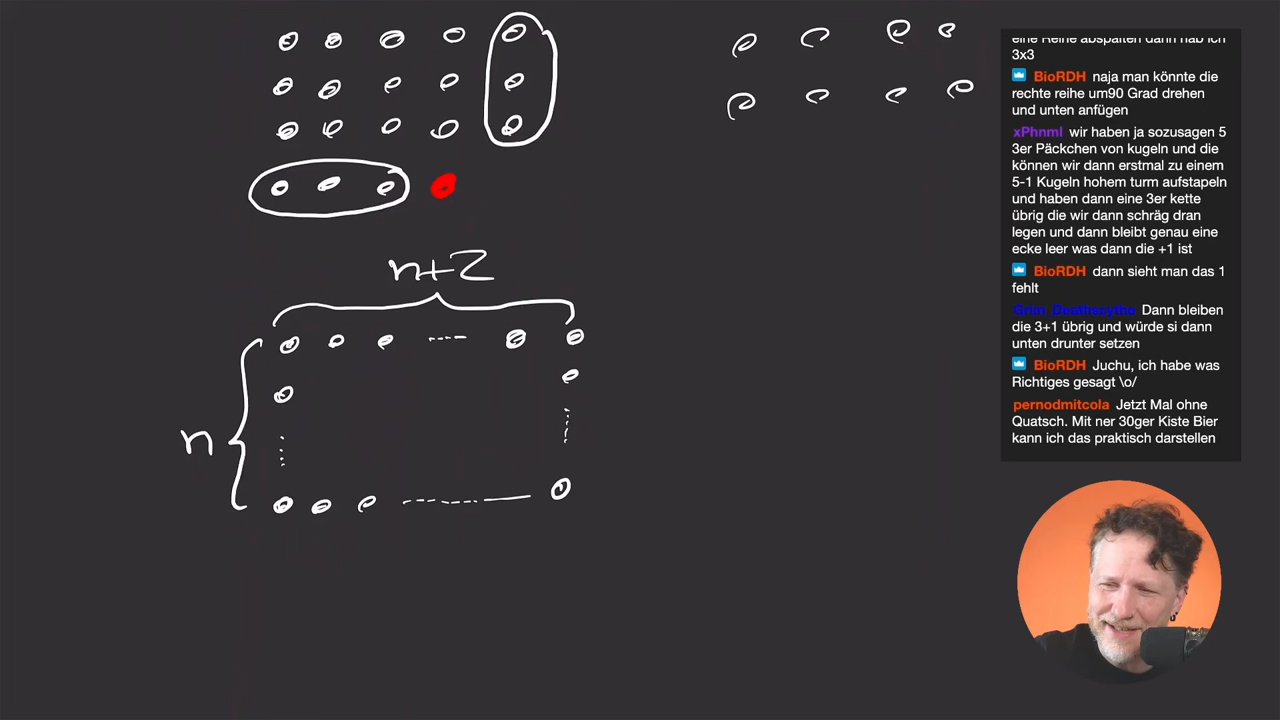 n+2
n
eine Reihe abspalten dann hab ich
3x3
BioRDH naja man könnte die
rechte reihe um90 Grad drehen
und unten anfügen
xPhnml wir haben ja sozusagen 5
3er Päckchen von kugeln und die
können wir dann erstmal zu einem
5-1 Kugeln hohem turm aufstapeln
und haben dann eine 3er kette
übrig die wir dann schräg dran
legen und dann bleibt genau eine
ecke leer was dann die +1 ist
BioRDH dann sieht man das 1
fehlt
Grim_Deathscythe Dann bleiben
die 3+1 übrig und würde si dann
unten drunter setzen
BioRDH Juchu, ich habe was
Richtiges gesagt \o/
pernodmitcola Jetzt Mal ohne
Quatsch. Mit ner 30ger Kiste Bier
kann ich das praktisch darstellen